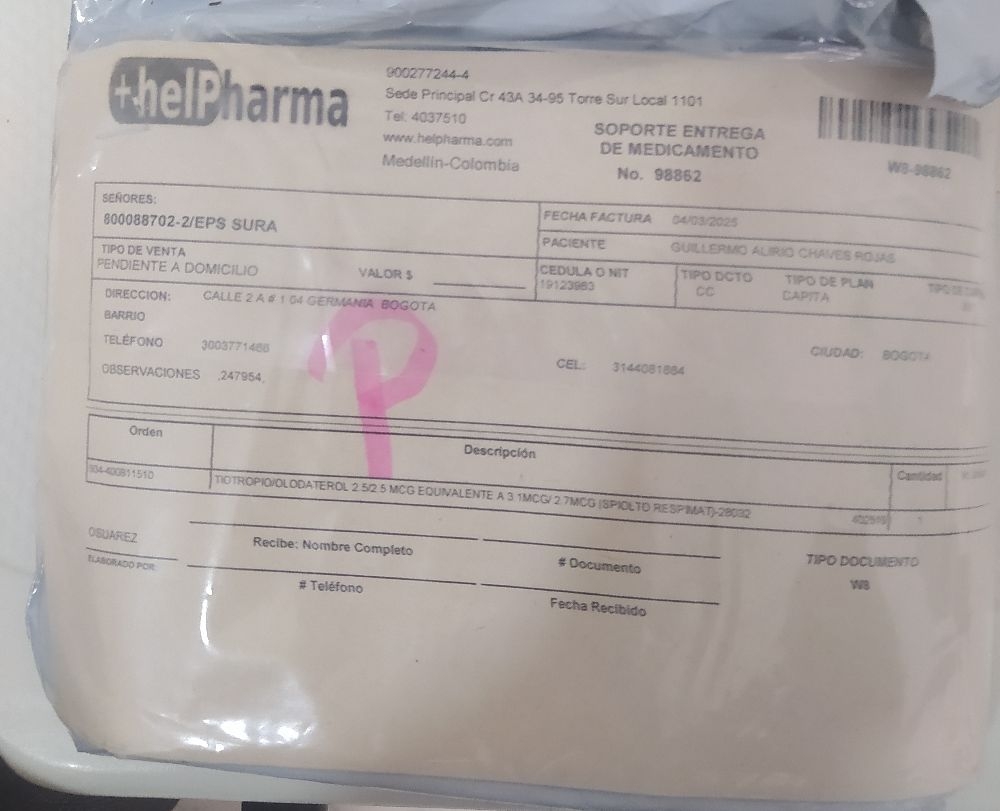 +helPharma
900277244-4
Sede Principal Cr 43A 34-95 Torre Sur Local 1101
Tel: 4037510
www.helpharma.com
Medellín-Colombia
SOPORTE ENTREGA
DE MEDICAMENTO
No. 98862
W8-98862
SEÑORES:
800088702-2/EPS SURA
FECHA FACTURA 04/03/2025
PACIENTE GUILLERMO ALIRIO CHAVES ROJAS
TIPO DE VENTA
PENDIENTE A DOMICILIO
VALOR $
CEDULA O NIT
19123963
TIPO DCTO
CC
TIPO DE PLAN
CAPITA
DIRECCION: CALLE 2 A # 1 04 GERMANIA BOGOTA
BARRIO
TELÉFONO 3003771466
CEL: 3144081884
CIUDAD: BOGOTA
OBSERVACIONES ,247954,
P
Orden Descripción Cantidad
TIOTROPIO/OLODATEROL 2.5/2.5 MCG EQUIVALENTE A 3.1MCG/ 2.7MCG (SPIOLTO RESPIMAT)-28032 1
OSUAREZ
ELABORADO POR:
Recibe: Nombre Completo
# Documento
TIPO DOCUMENTO
W8
# Teléfono
Fecha Recibido